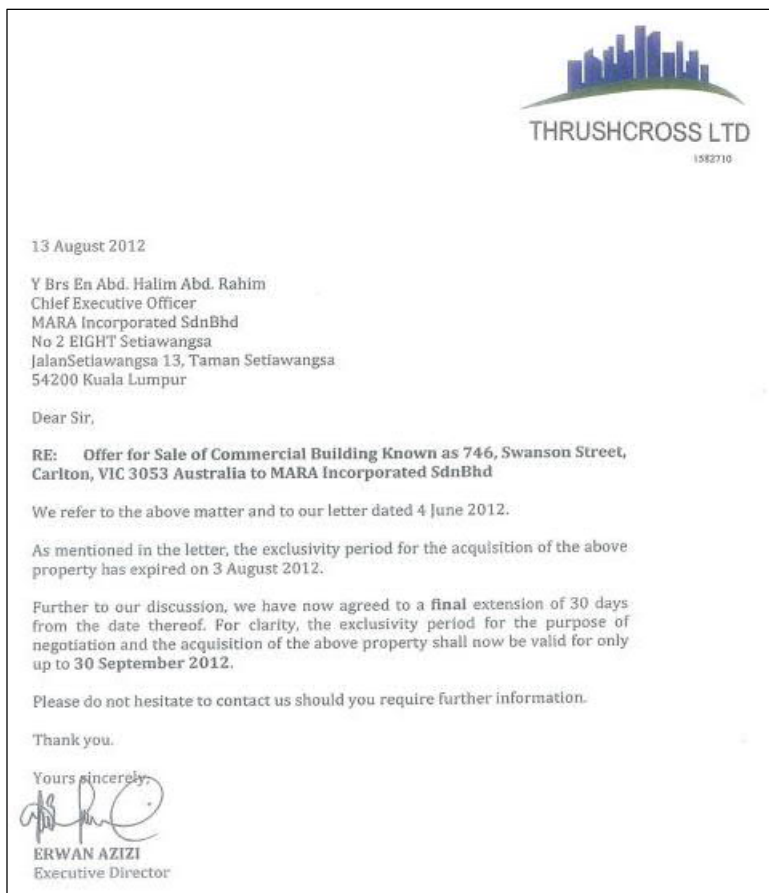 THRUSHCROSS LTD
1582710
13 August 2012
Y Brs En Abd. Halim Abd. Rahim
Chief Executive Officer
MARA Incorporated SdnBhd
No 2 EIGHT Setiawangsa
JalanSetiawangsa 13, Taman Setiawangsa
54200 Kuala Lumpur
Dear Sir,
RE: Offer for Sale of Commercial Building Known as 746, Swanson Street,
Carlton, VIC 3053 Australia to MARA Incorporated SdnBhd
We refer to the above matter and to our letter dated 4 June 2012.
As mentioned in the letter, the exclusivity period for the acquisition of the above
property has expired on 3 August 2012.
Further to our discussion, we have now agreed to a final extension of 30 days
from the date thereof. For clarity, the exclusivity period for the purpose of
negotiation and the acquisition of the above property shall now be valid for only
up to 30 September 2012.
Please do not hesitate to contact us should you require further information.
Thank you.
Yours sincerely,
ERWAN AZIZI
Executive Director